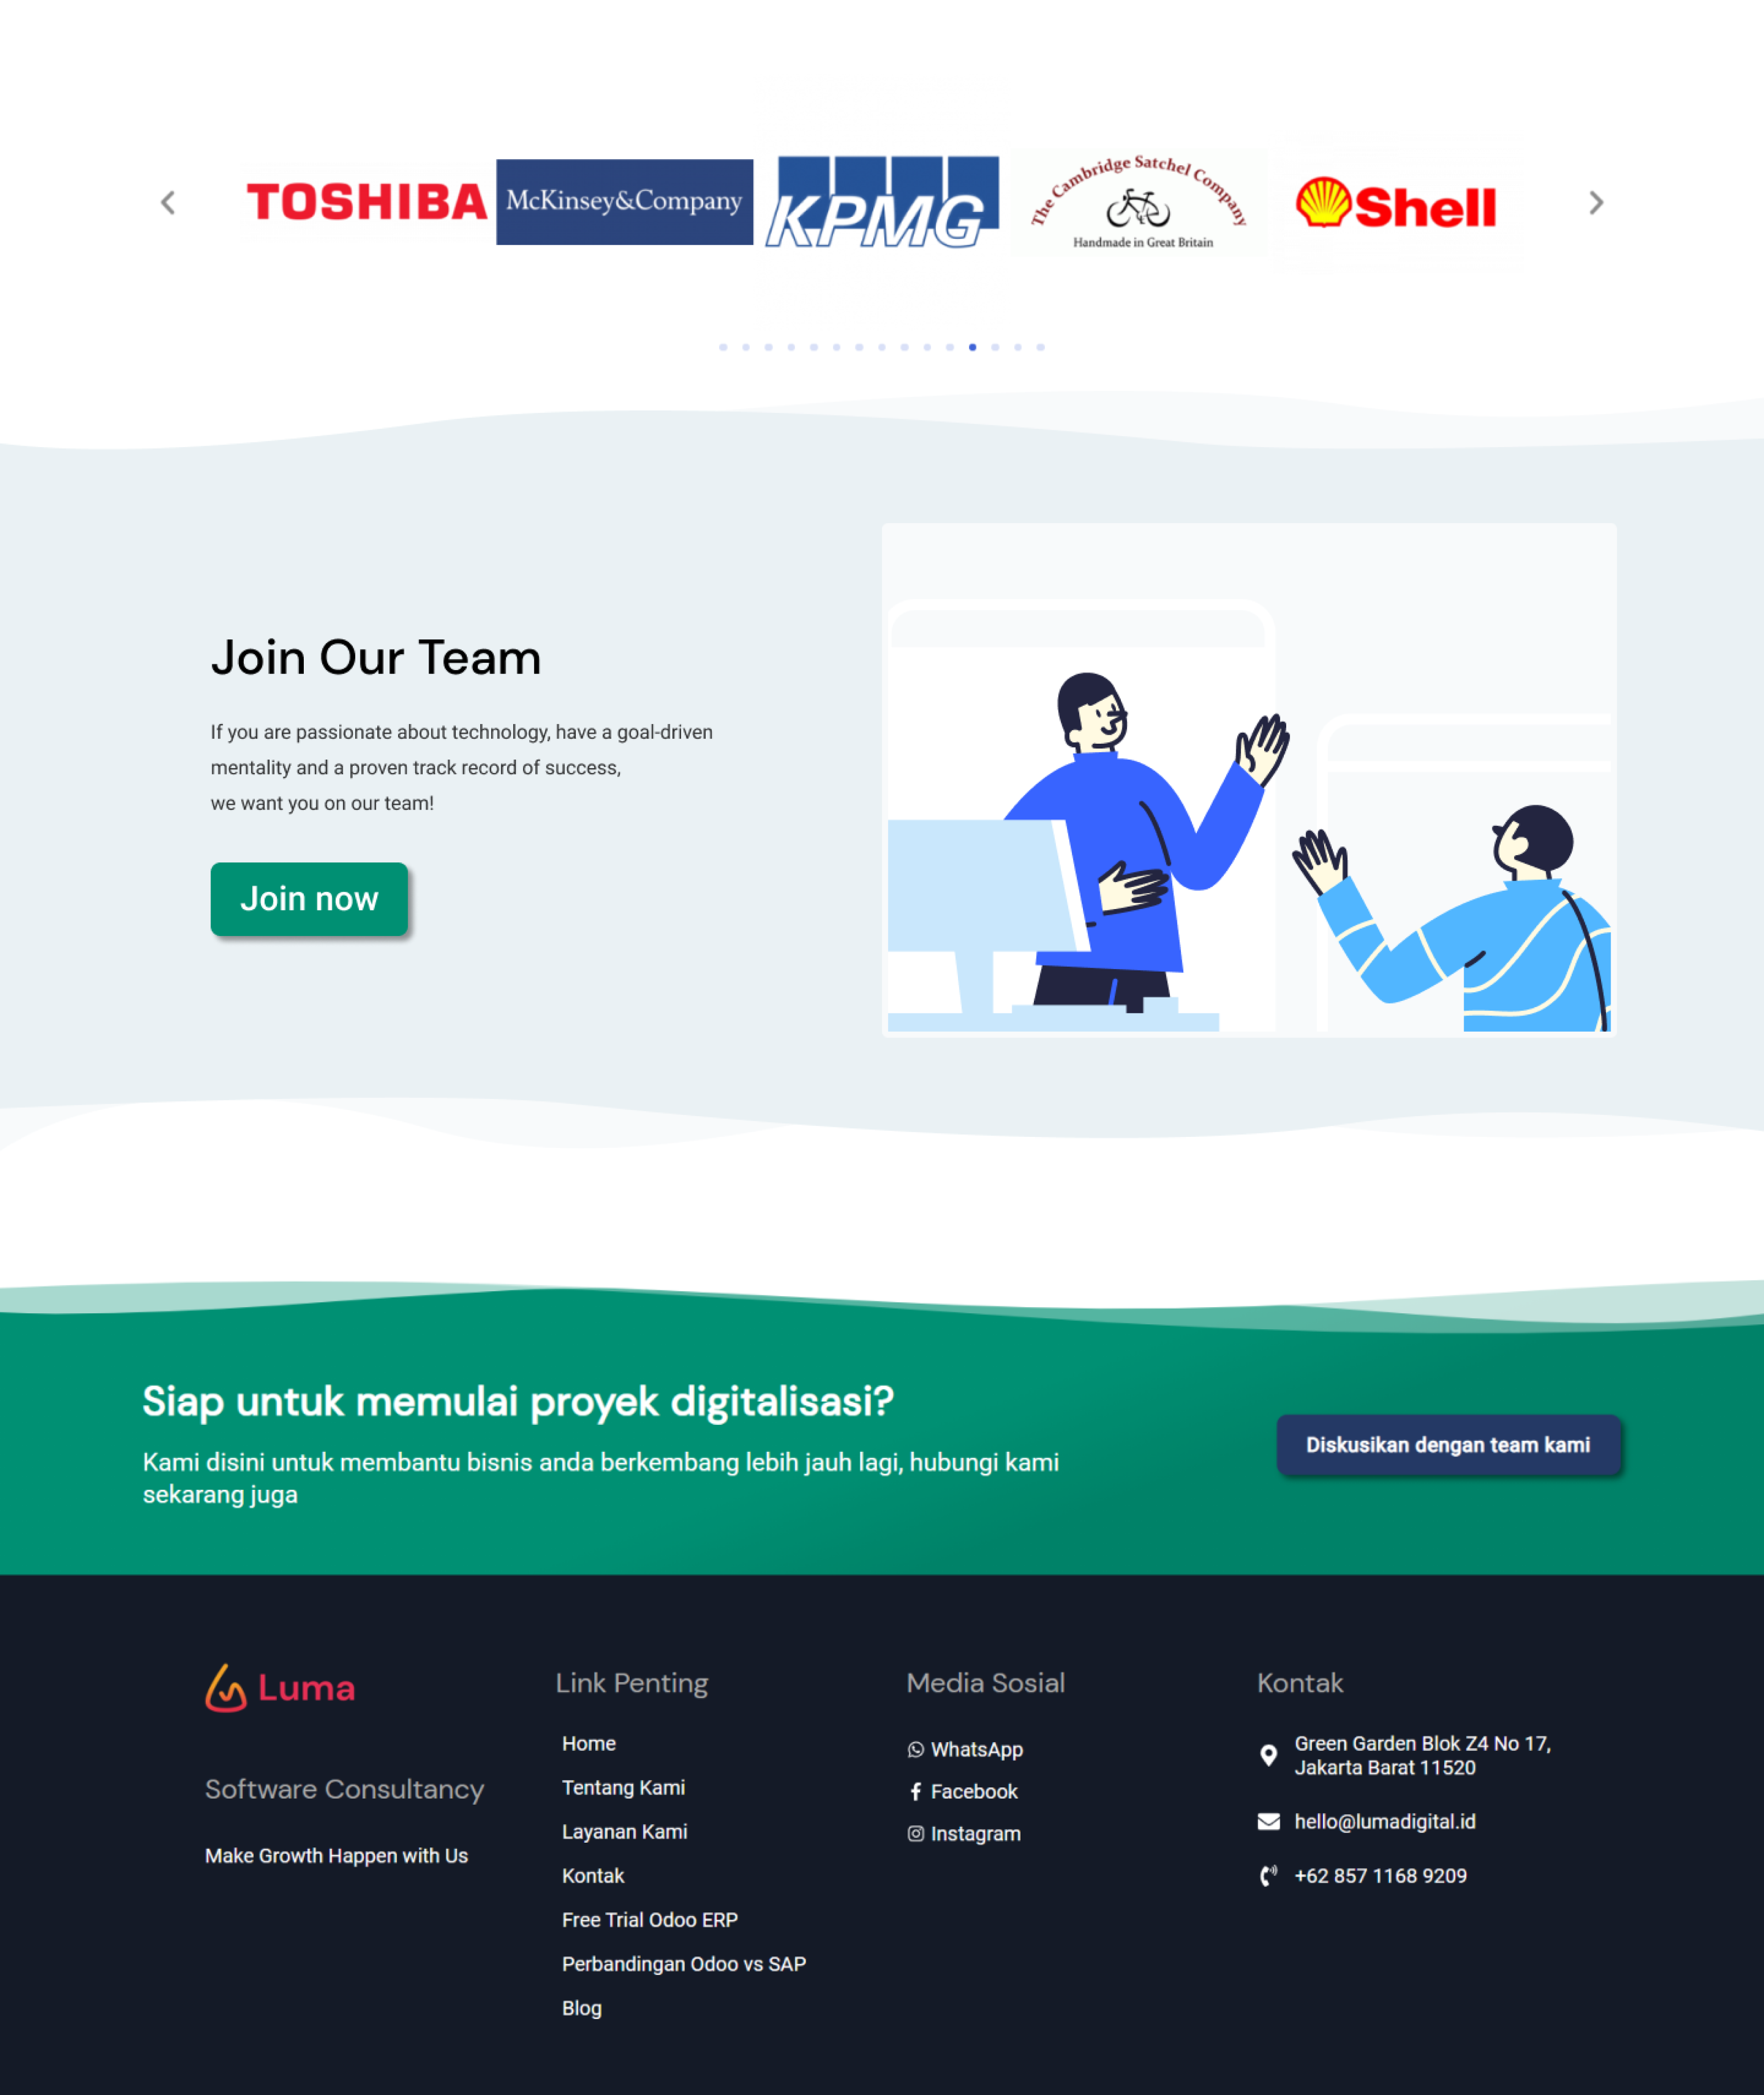 TOSHIBA
McKinsey&Company
KPMG
The Cambridge Satchel Company
Handmade in Great Britain
Shell
Join Our Team
If you are passionate about technology, have a goal-driven
mentality and a proven track record of success,
we want you on our team!
Join now
Siap untuk memulai proyek digitalisasi?
Kami disini untuk membantu bisnis anda berkembang lebih jauh lagi, hubungi kami
sekarang juga
Diskusikan dengan team kami
Luma
Software Consultancy
Make Growth Happen with Us
Link Penting
Home
Tentang Kami
Layanan Kami
Kontak
Free Trial Odoo ERP
Perbandingan Odoo vs SAP
Blog
Media Sosial
WhatsApp
Facebook
Instagram
Kontak
Green Garden Blok Z4 No 17,
Jakarta Barat 11520
hello@lumadigital.id
+62 857 1168 9209